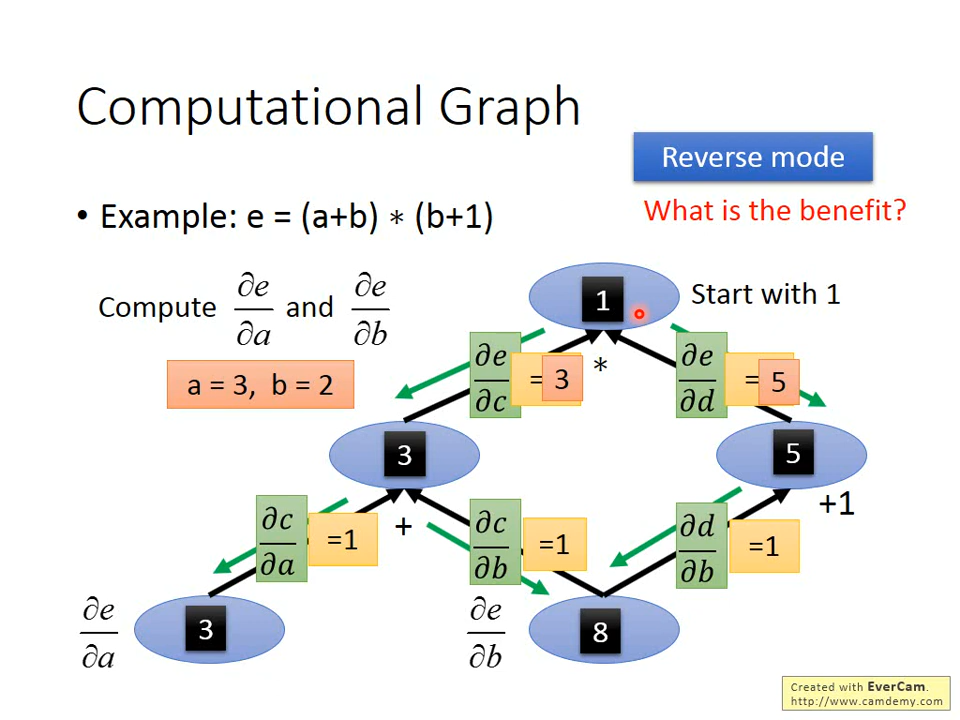 Computational Graph
Reverse mode
What is the benefit?
• Example: e = (a+b) ∗ (b+1)
Compute ∂e/∂a and ∂e/∂b
a = 3, b = 2
1
Start with 1
∂e/∂c = 3
*
∂e/∂d = 5
3
5
+1
∂c/∂a =1
+
∂c/∂b =1
∂d/∂b =1
∂e/∂a
3
∂e/∂b
8
Created with EverCam.
http://www.camdemy.com